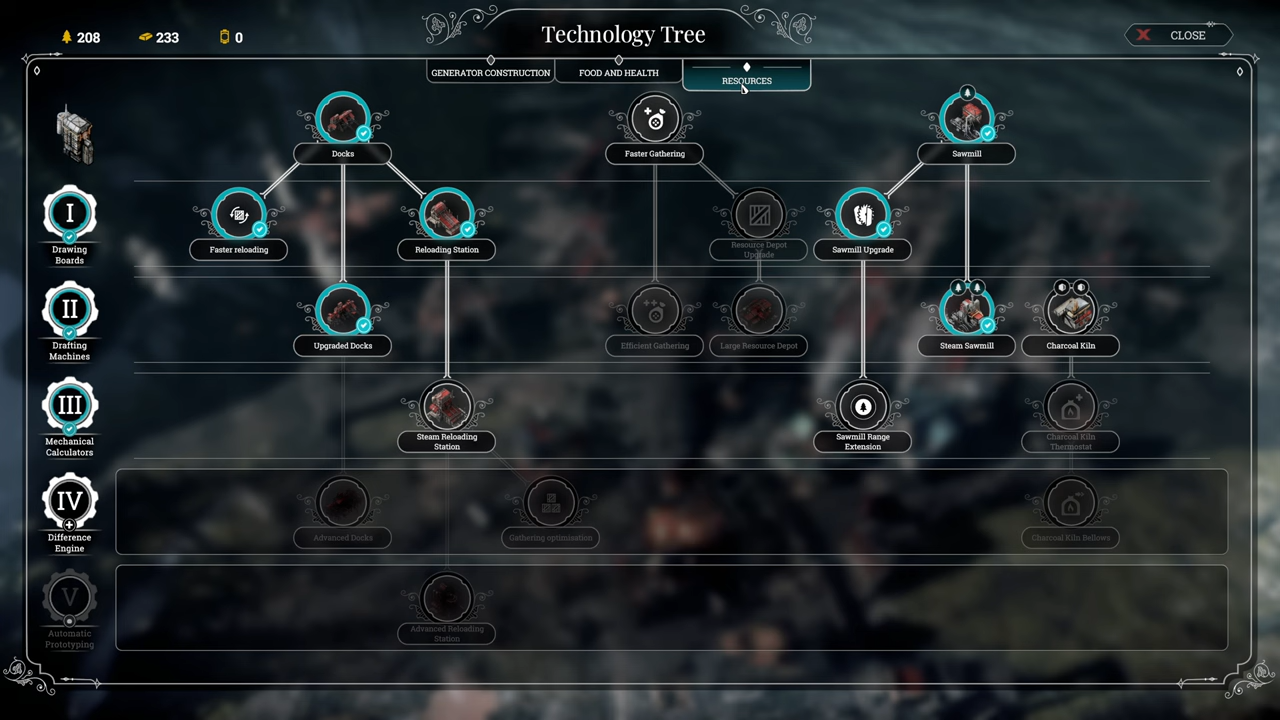 208
233
0
Technology Tree
CLOSE
GENERATOR CONSTRUCTION
FOOD AND HEALTH
RESOURCES
Docks
Faster Gathering
Sawmill
I
Drawing
Boards
Faster reloading
Reloading Station
Resource Depot
Upgrade
Sawmill Upgrade
II
Drafting
Machines
Upgraded Docks
Efficient Gathering
Large Resource Depot
Steam Sawmill
Charcoal Kiln
III
Mechanical
Calculators
Steam Reloading
Station
Sawmill Range
Extension
Charcoal Kiln
Thermostat
IV
Difference
Engine
Advanced Docks
Gathering optimisation
Charcoal Kiln Bellows
V
Automatic
Prototyping
Advanced Reloading
Station